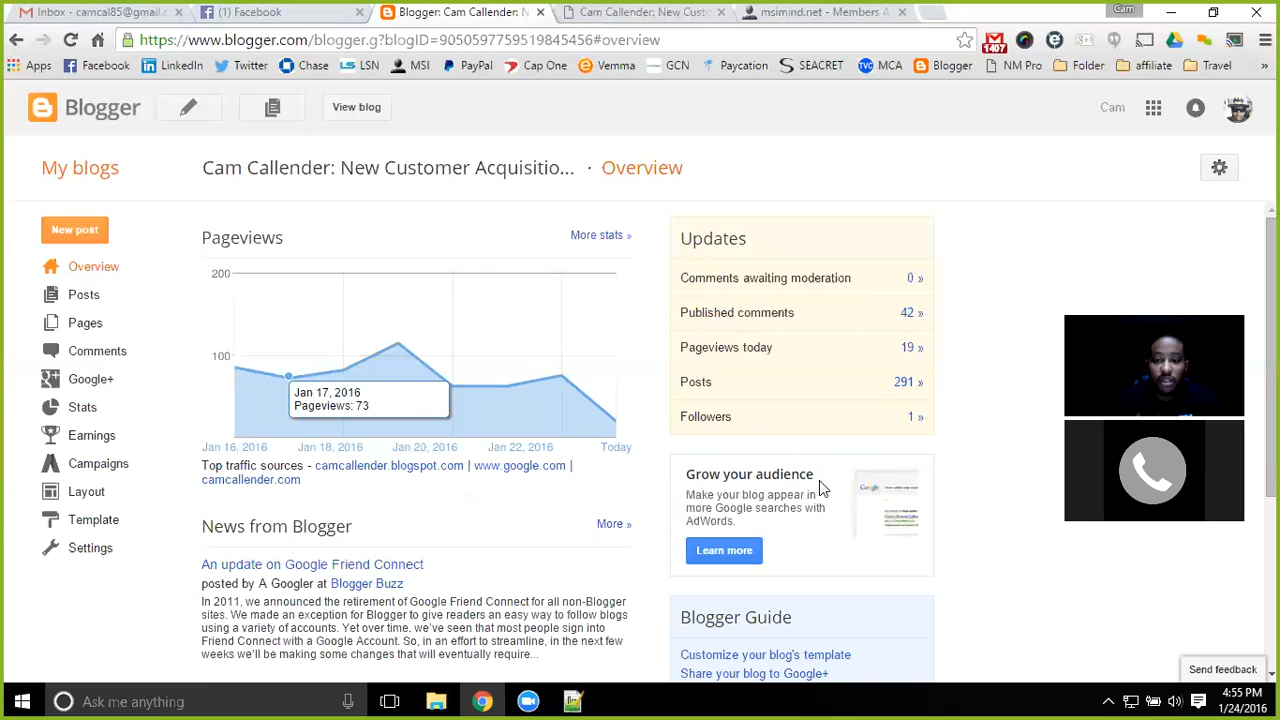 Inbox - camcal85@gmail.
(1) Facebook
Blogger: Cam Callender: N
Cam Callender: New Cust
msimind.net - Members A
Cam
https://www.blogger.com/blogger.g?blogID=9050597759519845456#overview
1407
Apps
Facebook
LinkedIn
Twitter
Chase
LSN
MSI
PayPal
Cap One
Vemma
GCN
Paycation
SEACRET
MCA
Blogger
NM Pro
Folder
affiliate
Travel
»
Blogger
View blog
Cam
My blogs
Cam Callender: New Customer Acquisitio... · Overview
New post
Overview
Posts
Pages
Comments
Google+
Stats
Earnings
Campaigns
Layout
Template
Settings
Pageviews
More stats »
200
100
Jan 17, 2016
Pageviews: 73
Jan 16, 2016
Jan 18, 2016
Jan 20, 2016
Jan 22, 2016
Today
Top traffic sources - camcallender.blogspot.com | www.google.com |
camcallender.com
News from Blogger
More »
An update on Google Friend Connect
posted by A Googler at Blogger Buzz
In 2011, we announced the retirement of Google Friend Connect for all non-Blogger
sites. We made an exception for Blogger to give readers an easy way to follow blogs
using a variety of accounts. Yet over time, we've seen that most people sign into
Friend Connect with a Google Account. So, in an effort to streamline, in the next few
weeks we'll be making some changes that will eventually require...
Updates
Comments awaiting moderation 0 »
Published comments 42 »
Pageviews today 19 »
Posts 291 »
Followers 1 »
Grow your audience
Make your blog appear in
more Google searches with
AdWords.
Google
Learn more
Blogger Guide
Customize your blog's template
Share your blog to Google+
Send feedback
Ask me anything
4:55 PM
1/24/2016